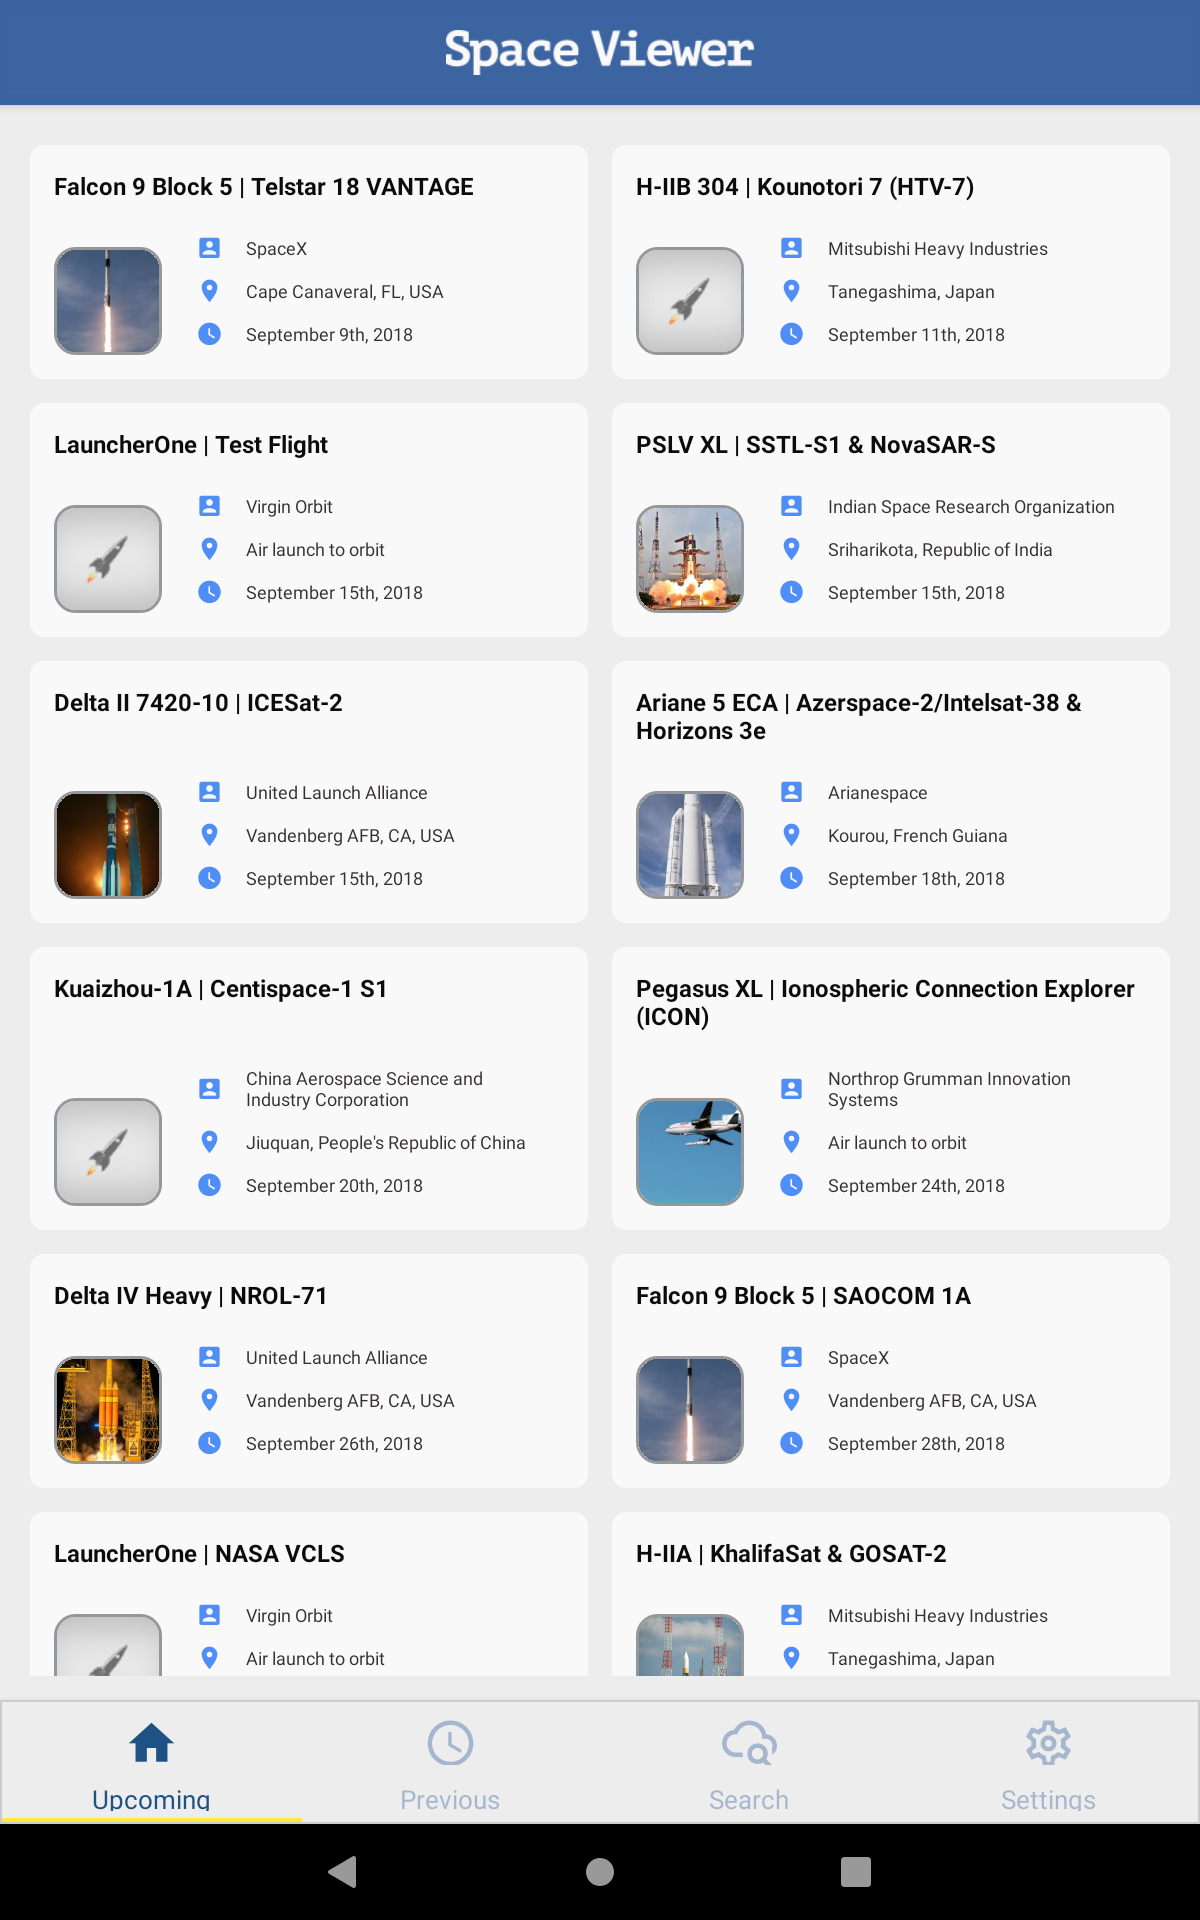 Space Viewer
Falcon 9 Block 5 | Telstar 18 VANTAGE
SpaceX
Cape Canaveral, FL, USA
September 9th, 2018
H-IIB 304 | Kounotori 7 (HTV-7)
Mitsubishi Heavy Industries
Tanegashima, Japan
September 11th, 2018
LauncherOne | Test Flight
Virgin Orbit
Air launch to orbit
September 15th, 2018
PSLV XL | SSTL-S1 & NovaSAR-S
Indian Space Research Organization
Sriharikota, Republic of India
September 15th, 2018
Delta II 7420-10 | ICESat-2
United Launch Alliance
Vandenberg AFB, CA, USA
September 15th, 2018
Ariane 5 ECA | Azerspace-2/Intelsat-38 &
Horizons 3e
Arianespace
Kourou, French Guiana
September 18th, 2018
Kuaizhou-1A | Centispace-1 S1
China Aerospace Science and
Industry Corporation
Jiuquan, People's Republic of China
September 20th, 2018
Pegasus XL | Ionospheric Connection Explorer
(ICON)
Northrop Grumman Innovation
Systems
Air launch to orbit
September 24th, 2018
Delta IV Heavy | NROL-71
United Launch Alliance
Vandenberg AFB, CA, USA
September 26th, 2018
Falcon 9 Block 5 | SAOCOM 1A
SpaceX
Vandenberg AFB, CA, USA
September 28th, 2018
LauncherOne | NASA VCLS
Virgin Orbit
Air launch to orbit
H-IIA | KhalifaSat & GOSAT-2
Mitsubishi Heavy Industries
Tanegashima, Japan
Upcoming
Previous
Search
Settings